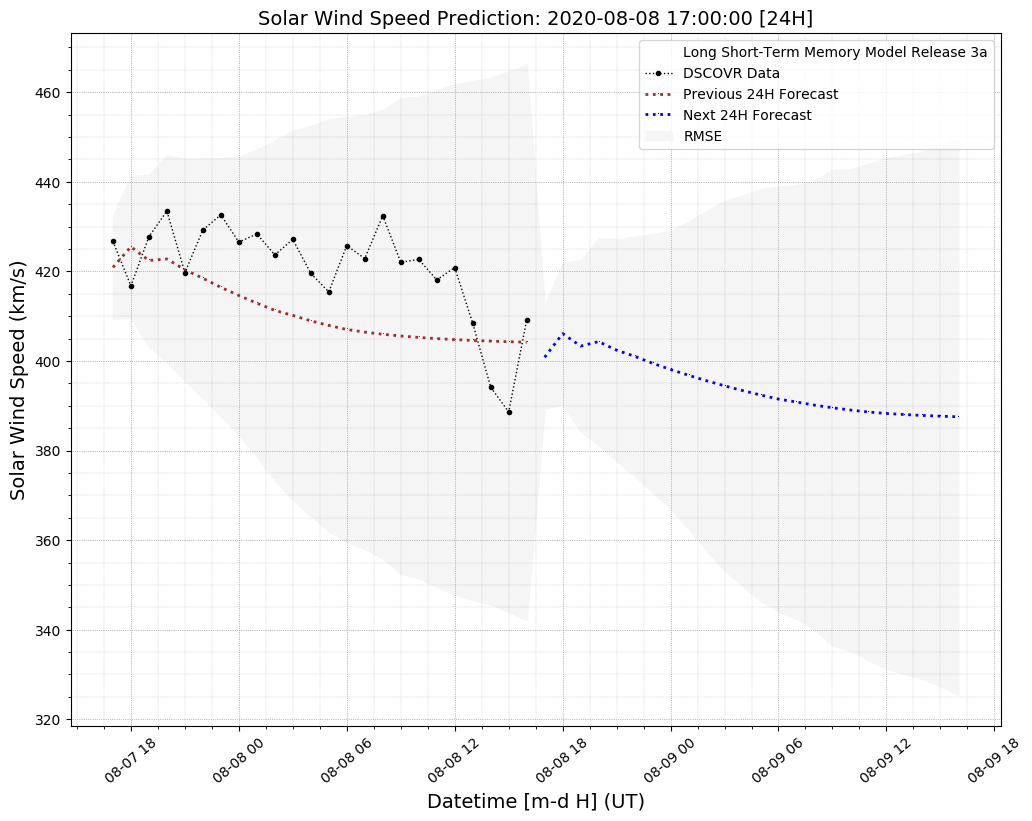 Solar Wind Speed Prediction: 2020-08-08 17:00:00 [24H]
Long Short-Term Memory Model Release 3a
DSCOVR Data
Previous 24H Forecast
Next 24H Forecast
RMSE
Solar Wind Speed (km/s)
460
440
420
400
380
360
340
320
08-07 18
08-08 00
08-08 06
08-08 12
08-08 18
08-09 00
08-09 06
08-09 12
08-09 18
Datetime [m-d H] (UT)